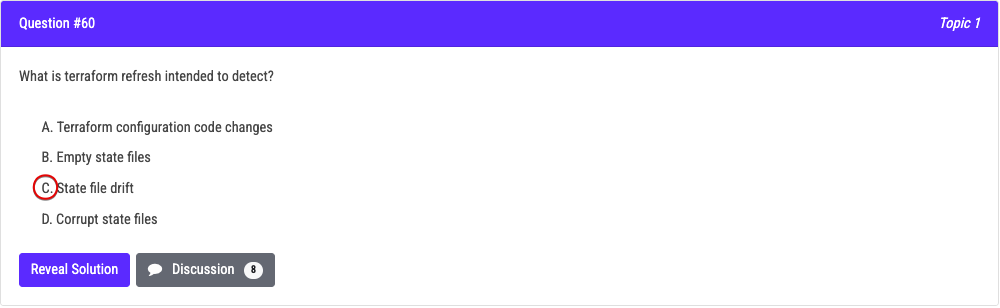 Question #60
Topic 1
What is terraform refresh intended to detect?
A. Terraform configuration code changes
B. Empty state files
C. State file drift
D. Corrupt state files
Reveal Solution
Discussion 8